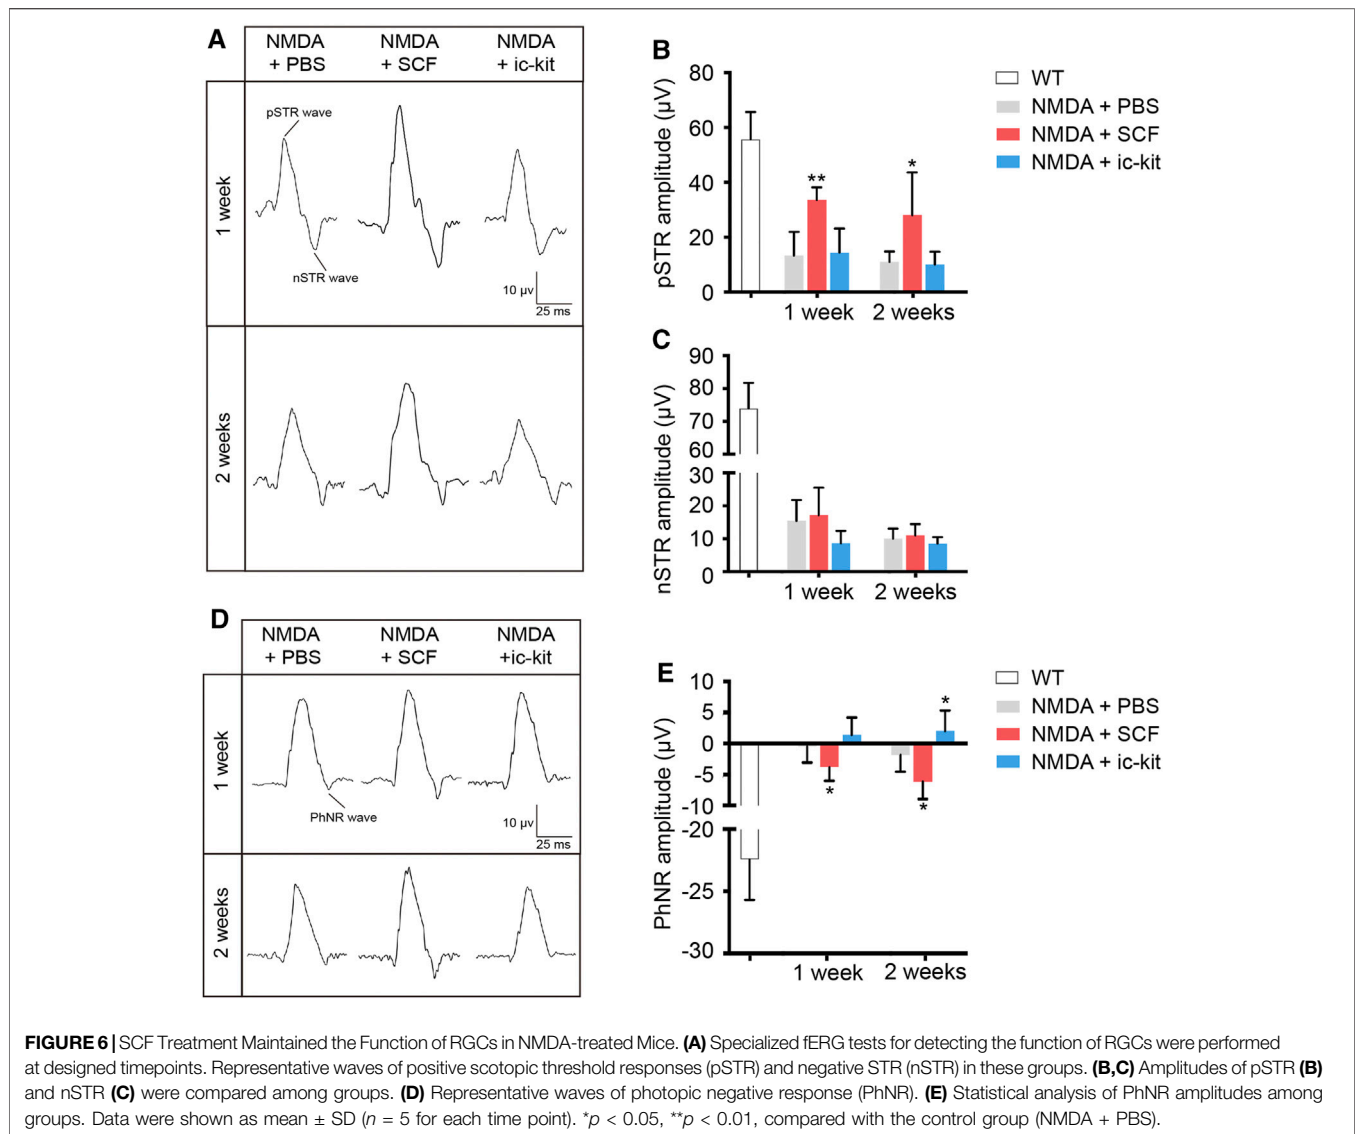 A
NMDA + PBS
NMDA + SCF
NMDA + ic-kit
1 week
pSTR wave
nSTR wave
10 µv
25 ms
2 weeks
B
pSTR amplitude (µV)
80
60
40
20
0
**
*
1 week
2 weeks
WT
NMDA + PBS
NMDA + SCF
NMDA + ic-kit
C
nSTR amplitude (µV)
90
80
70
60
30
20
10
0
1 week
2 weeks
D
NMDA + PBS
NMDA + SCF
NMDA +ic-kit
1 week
PhNR wave
10 µv
25 ms
2 weeks
E
PhNR amplitude (µV)
10
5
0
-5
-10
-20
-25
-30
*
*
*
1 week
2 weeks
WT
NMDA + PBS
NMDA + SCF
NMDA + ic-kit
FIGURE 6 | SCF Treatment Maintained the Function of RGCs in NMDA-treated Mice. (A) Specialized fERG tests for detecting the function of RGCs were performed
at designed timepoints. Representative waves of positive scotopic threshold responses (pSTR) and negative STR (nSTR) in these groups. (B,C) Amplitudes of pSTR (B)
and nSTR (C) were compared among groups. (D) Representative waves of photopic negative response (PhNR). (E) Statistical analysis of PhNR amplitudes among
groups. Data were shown as mean ± SD (n = 5 for each time point). *p < 0.05, **p < 0.01, compared with the control group (NMDA + PBS).